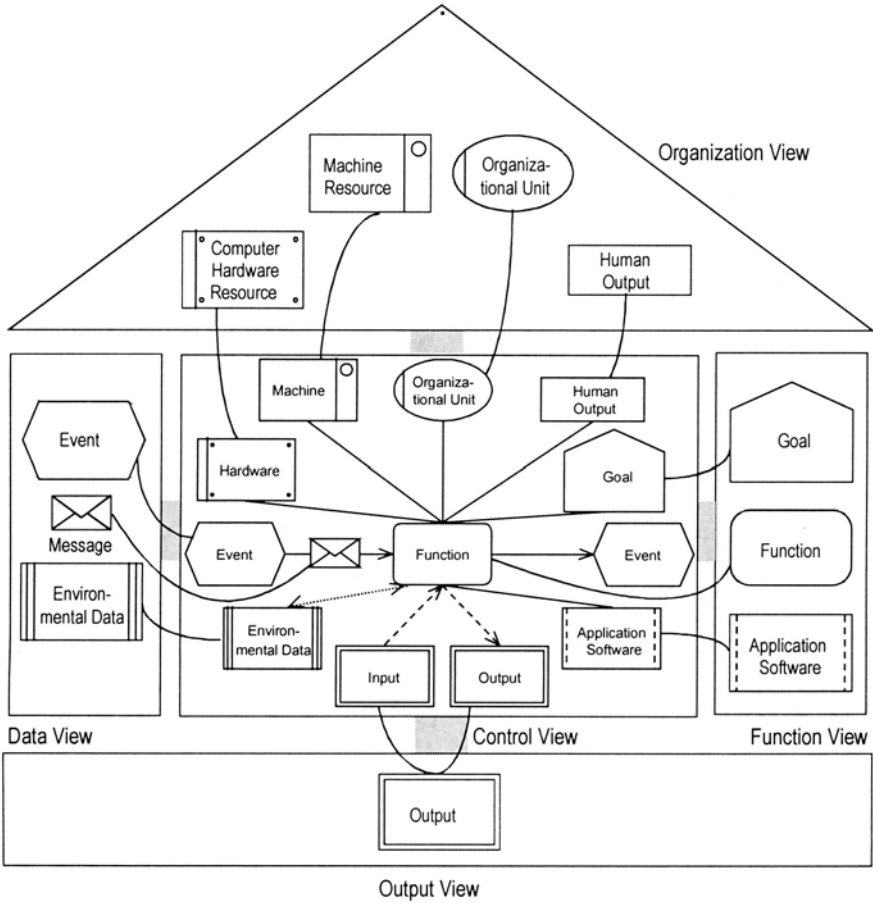 Organization View
Machine
Resource
Organiza-
tional Unit
Computer
Hardware
Resource
Human
Output
Machine
Organiza-
tional Unit
Human
Output
Event
Hardware
Goal
Goal
Message
Event
Function
Event
Function
Environ-
mental Data
Environ-
mental Data
Application
Software
Application
Software
Input
Output
Data View
Control View
Function View
Output
Output View